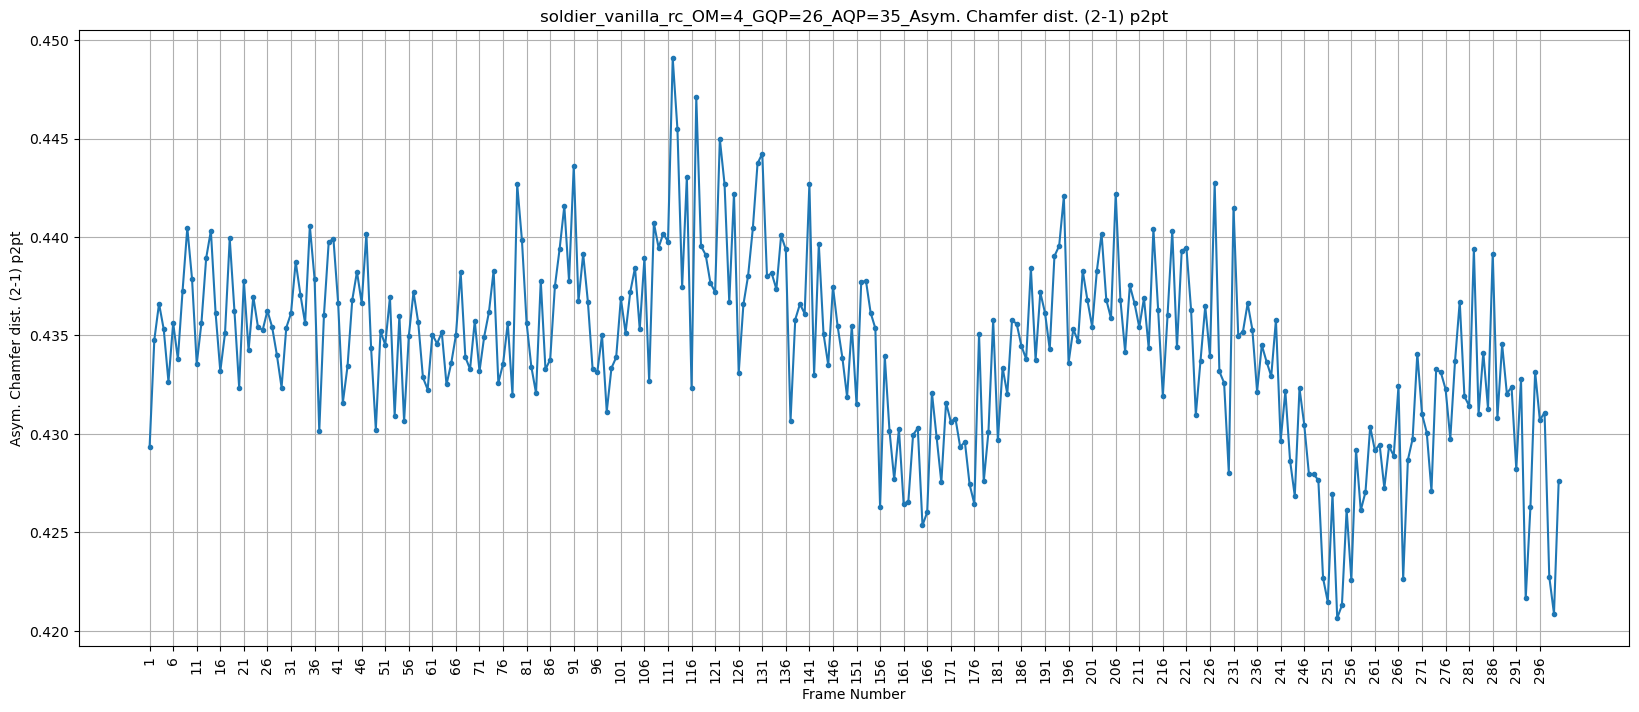 soldier_vanilla_rc_OM=4_GQP=26_AQP=35_Asym. Chamfer dist. (2-1) p2pt
Asym. Chamfer dist. (2-1) p2pt
0.450
0.445
0.440
0.435
0.430
0.425
0.420
1 6 11 16 21 26 31 36 41 46 51 56 61 66 71 76 81 86 91 96 101 106 111 116 121 126 131 136 141 146 151 156 161 166 171 176 181 186 191 196 201 206 211 216 221 226 231 236 241 246 251 256 261 266 271 276 281 286 291 296
Frame Number